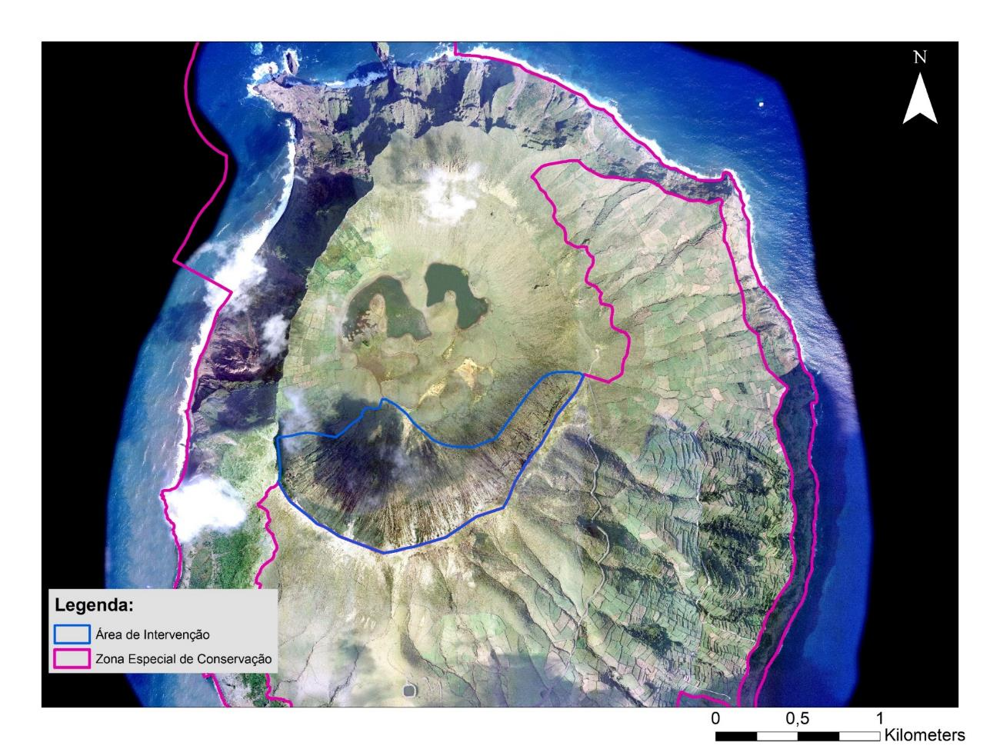 N
Legenda:
Área de Intervenção
Zona Especial de Conservação
0 0,5 1
Kilometers